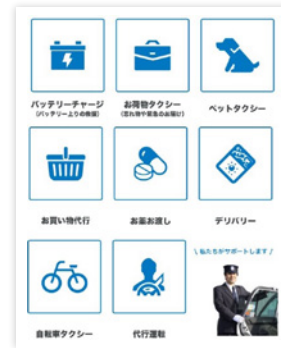 バッテリーチャージ
(バッテリー上りの救援)
お荷物タクシー
(忘れ物や緊急のお届け)
ペットタクシー
お買い物代行
お薬お渡し
デリバリー
自転車タクシー
代行運転
\ 私たちがサポートします /